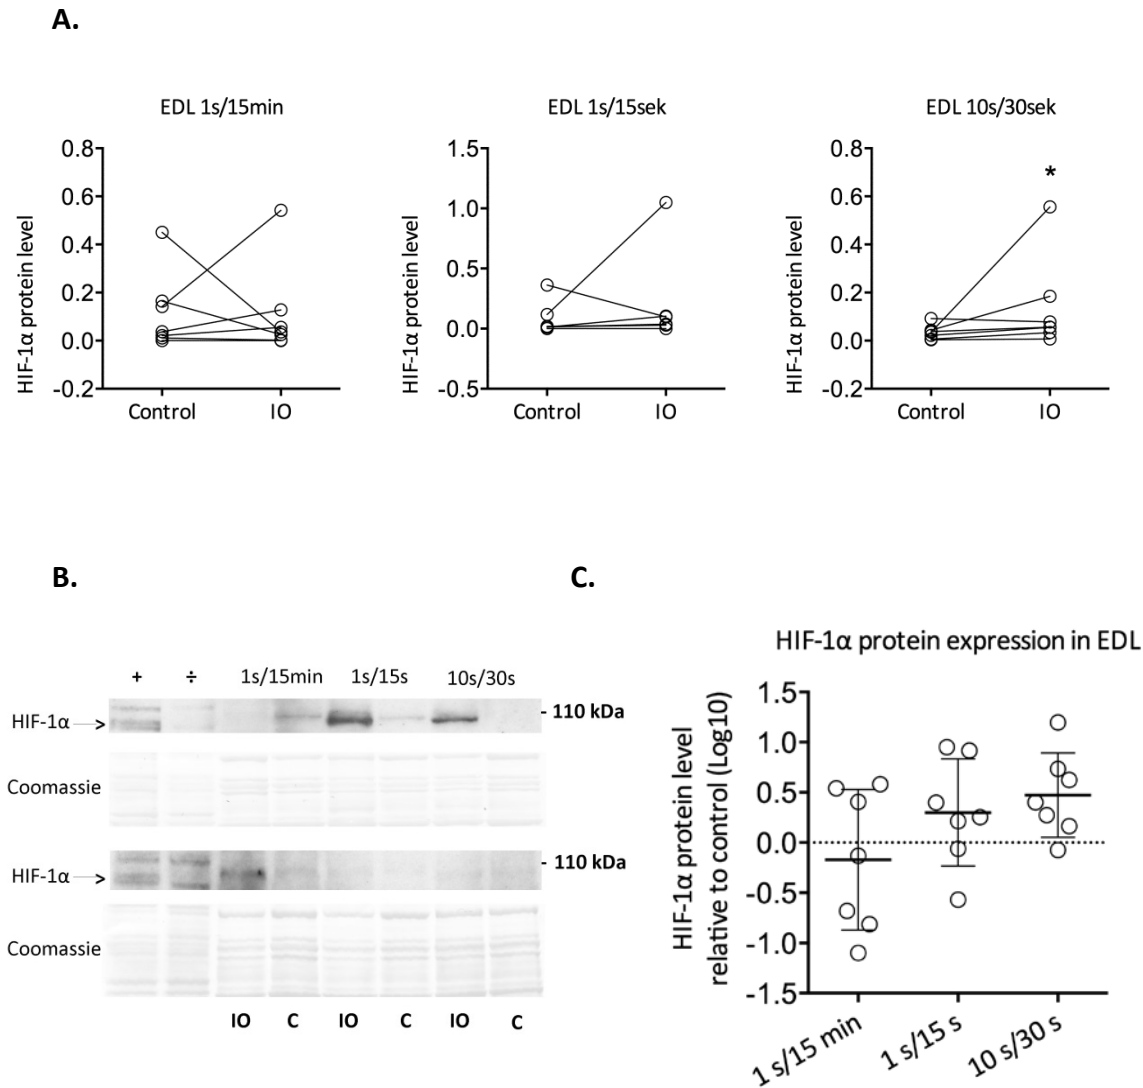 A.
EDL 1s/15min
EDL 1s/15sek
EDL 10s/30sek
HIF-1α protein level
0.8
0.6
0.4
0.2
0.0
-0.2
Control
IO
HIF-1α protein level
1.5
1.0
0.5
0.0
-0.5
Control
IO
HIF-1α protein level
0.8
0.6
0.4
0.2
0.0
-0.2
*
Control
IO
B.
+ ÷ 1s/15min 1s/15s 10s/30s
HIF-1α
- 110 kDa
Coomassie
HIF-1α
- 110 kDa
Coomassie
IO C IO C IO C
C.
HIF-1α protein expression in EDL
HIF-1α protein level
relative to control (Log10)
1.5
1.0
0.5
0.0
-0.5
-1.0
-1.5
1 s/15 min
1 s/15 s
10 s/30 s